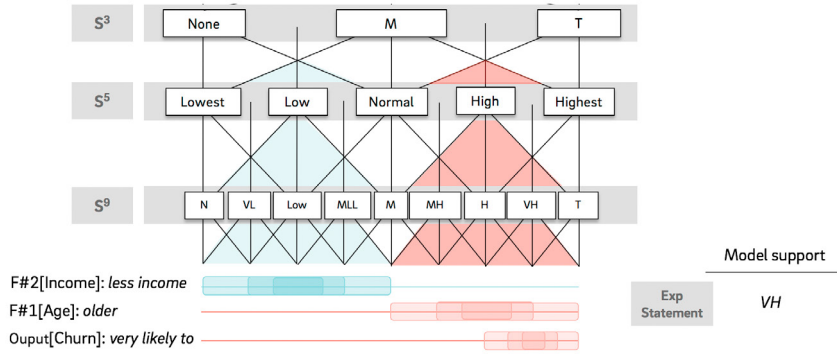 S³ None M T
S⁵ Lowest Low Normal High Highest
S⁹ N VL Low MLL M MH H VH T
Model support
F#2[Income]: less income
F#1[Age]: older
Exp Statement VH
Ouput[Churn]: very likely to